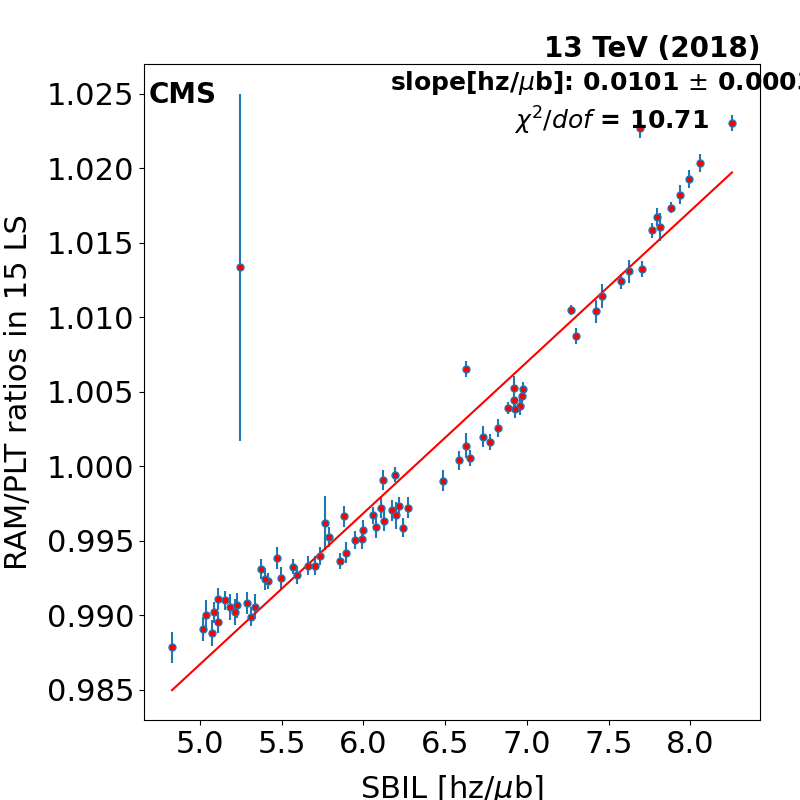 13 TeV (2018)
CMS
slope[hz/μb]: 0.0101 ± 0.0003
χ²/dof = 10.71
RAM/PLT ratios in 15 LS
1.025
1.020
1.015
1.010
1.005
1.000
0.995
0.990
0.985
5.0 5.5 6.0 6.5 7.0 7.5 8.0
SBIL [hz/μb]